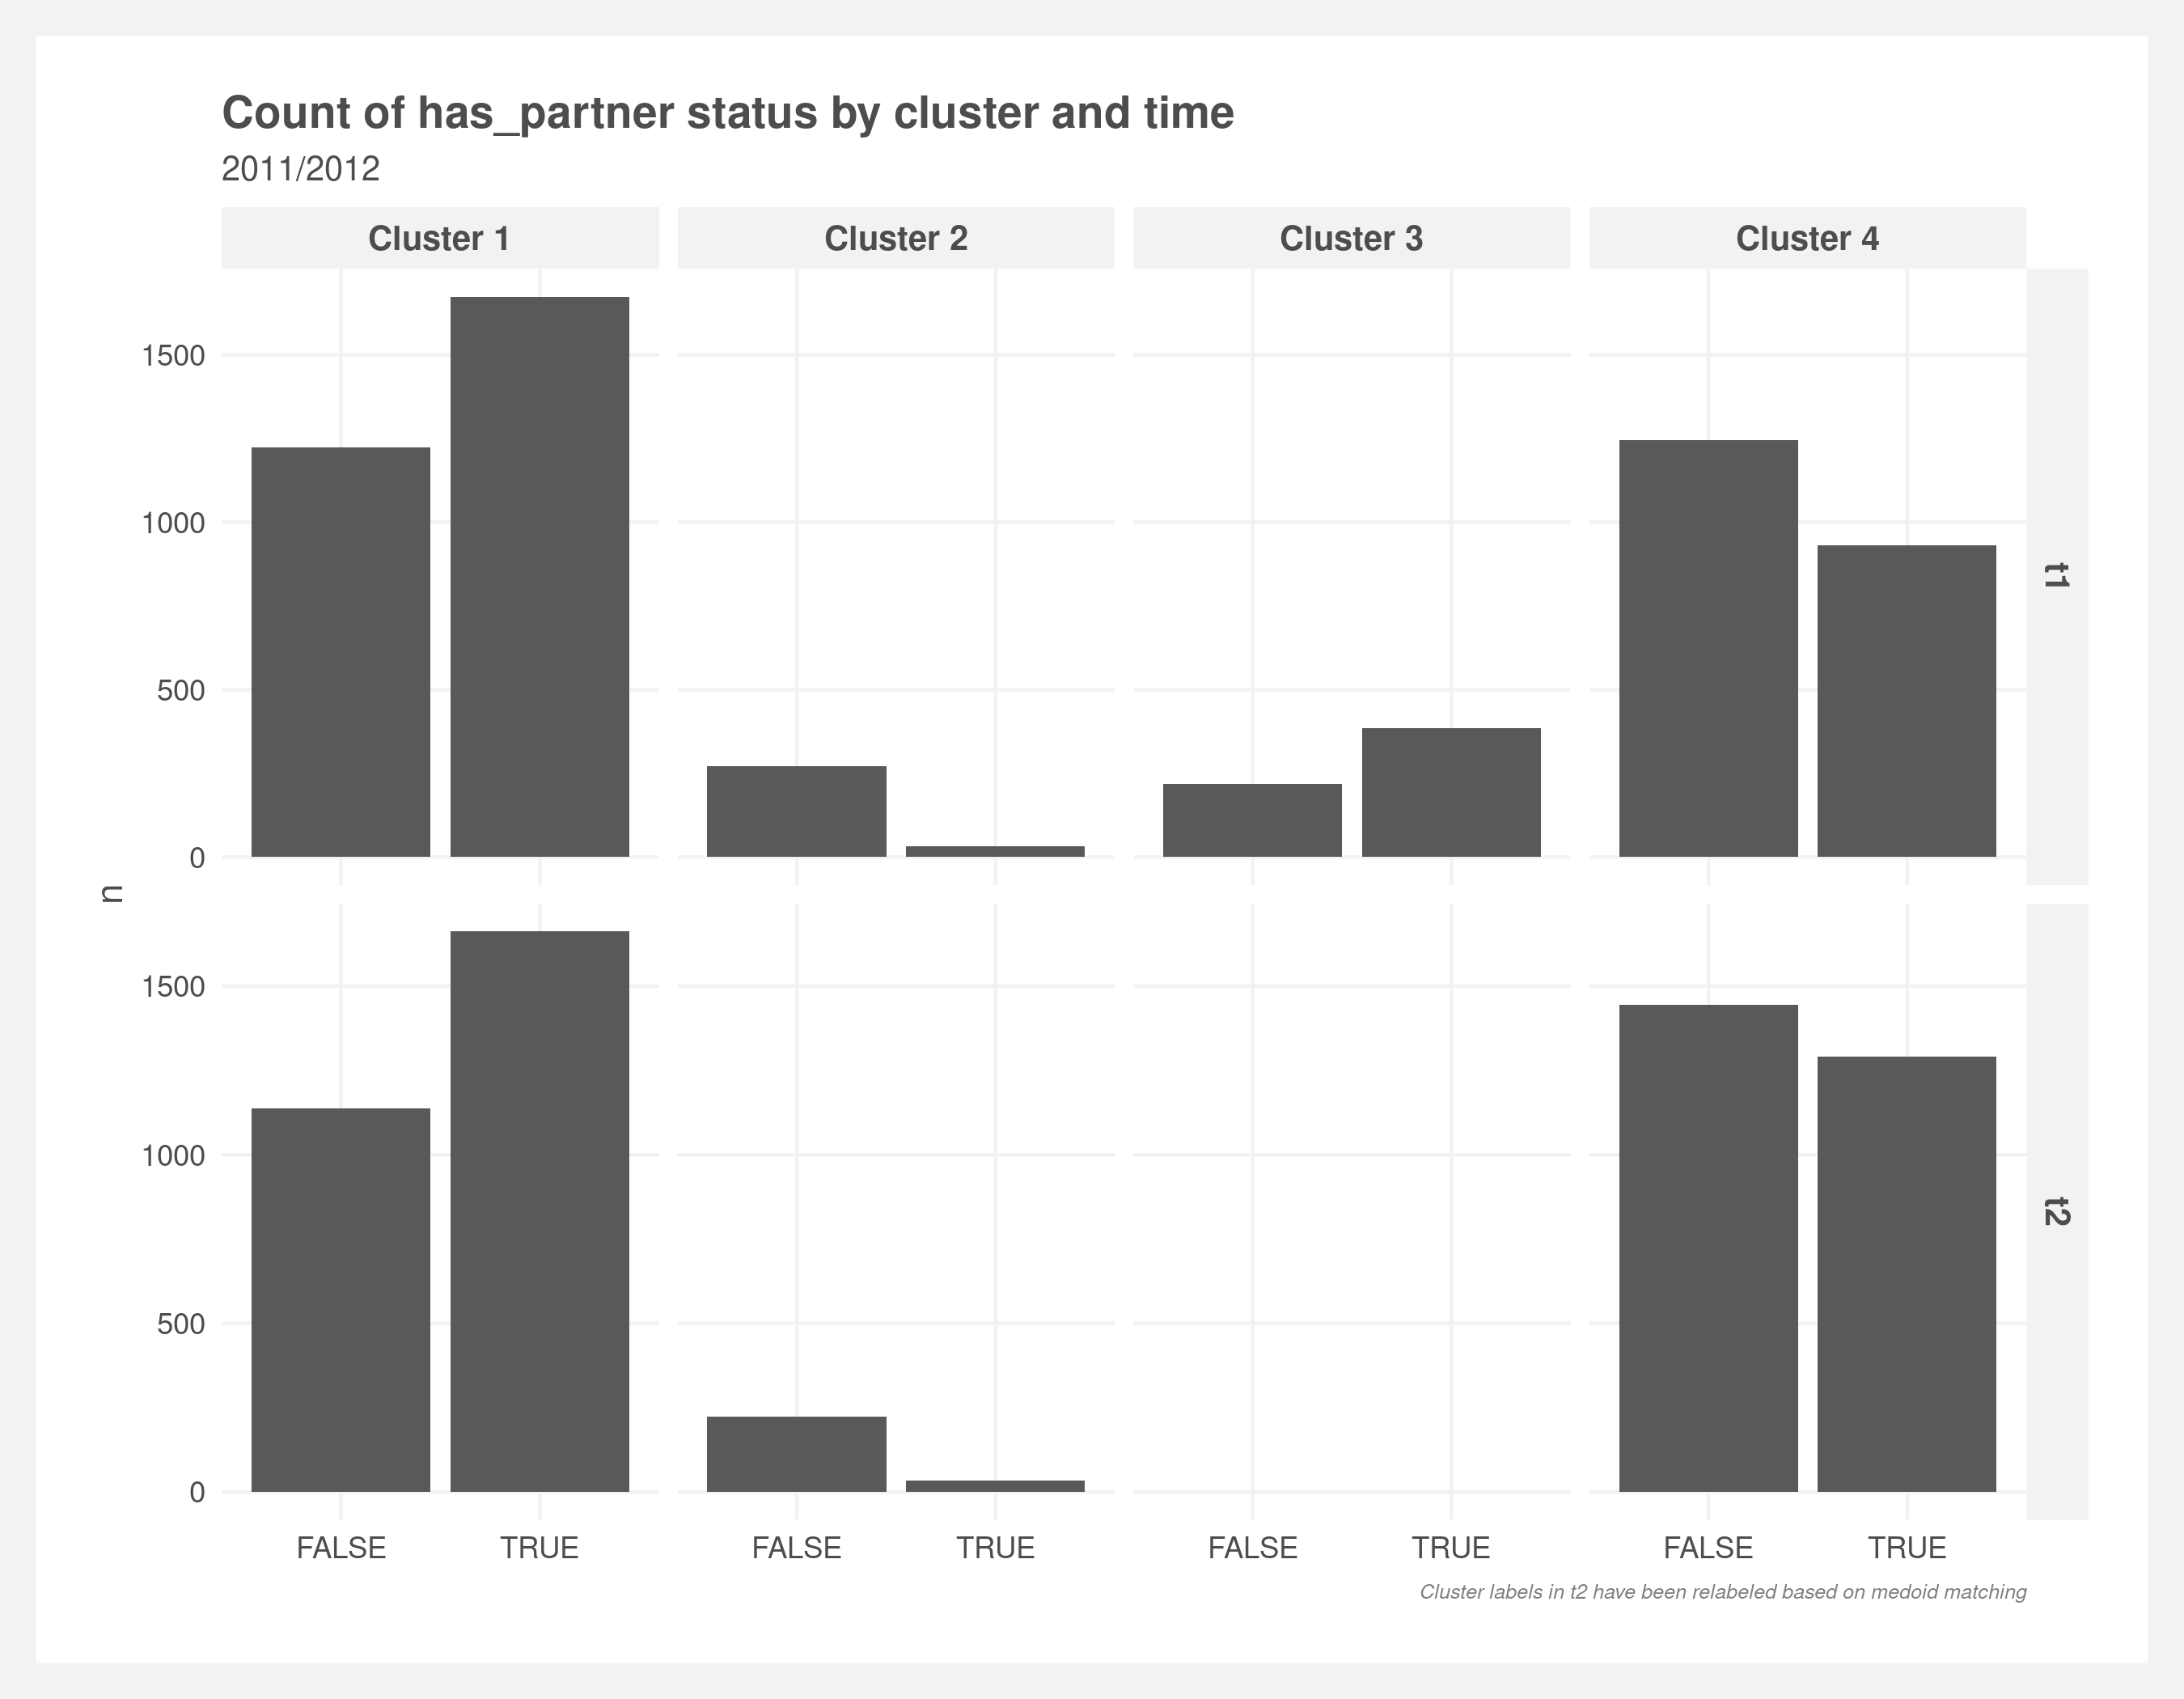 Count of has_partner status by cluster and time
2011/2012
Cluster 1
Cluster 2
Cluster 3
Cluster 4
1500
1000
500
0
t1
n
1500
1000
500
0
t2
FALSE
TRUE
FALSE
TRUE
FALSE
TRUE
FALSE
TRUE
Cluster labels in t2 have been relabeled based on medoid matching